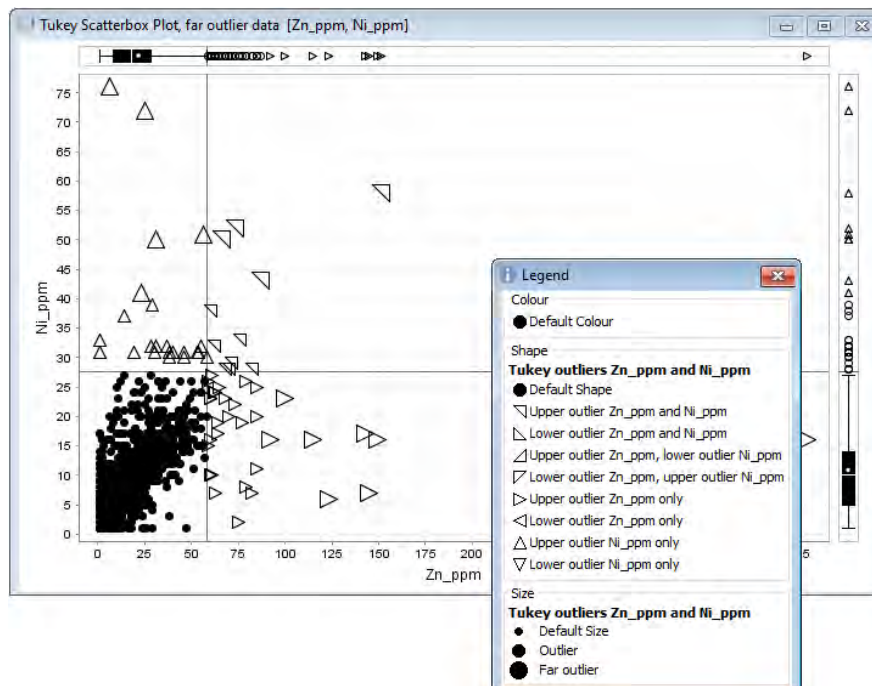 Tukey Scatterbox Plot, far outlier data [Zn_ppm, Ni_ppm]
75
70
65
60
55
50
45
40
35
30
25
20
15
10
5
0
Ni_ppm
0
25
50
75
100
125
150
175
200
5
Zn_ppm
Legend
Colour
Default Colour
Shape
Tukey outliers Zn_ppm and Ni_ppm
Default Shape
Upper outlier Zn_ppm and Ni_ppm
Lower outlier Zn_ppm and Ni_ppm
Upper outlier Zn_ppm, lower outlier Ni_ppm
Lower outlier Zn_ppm, upper outlier Ni_ppm
Upper outlier Zn_ppm only
Lower outlier Zn_ppm only
Upper outlier Ni_ppm only
Lower outlier Ni_ppm only
Size
Tukey outliers Zn_ppm and Ni_ppm
Default Size
Outlier
Far outlier